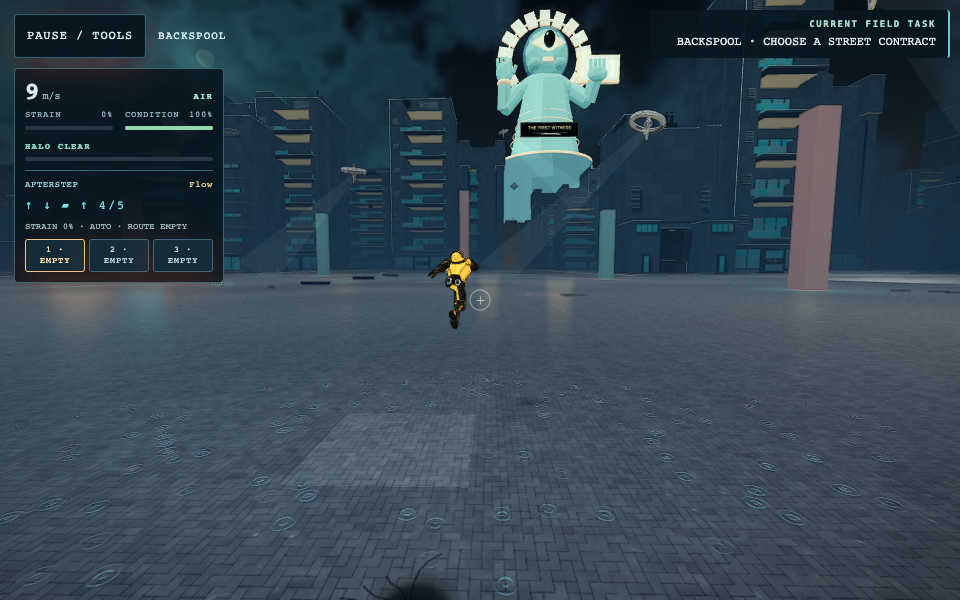 PAUSE / TOOLS
BACKSPOOL
CURRENT FIELD TASK
BACKSPOOL · CHOOSE A STREET CONTRACT
9 m/s
AIR
STRAIN 0%
CONDITION 100%
HALO CLEAR
AFTERSTEP
Flow
↑ ↓ ▰ ↑ 4/5
STRAIN 0% · AUTO · ROUTE EMPTY
1 ·
EMPTY
2 ·
EMPTY
3 ·
EMPTY
THE FIRST WITNESS